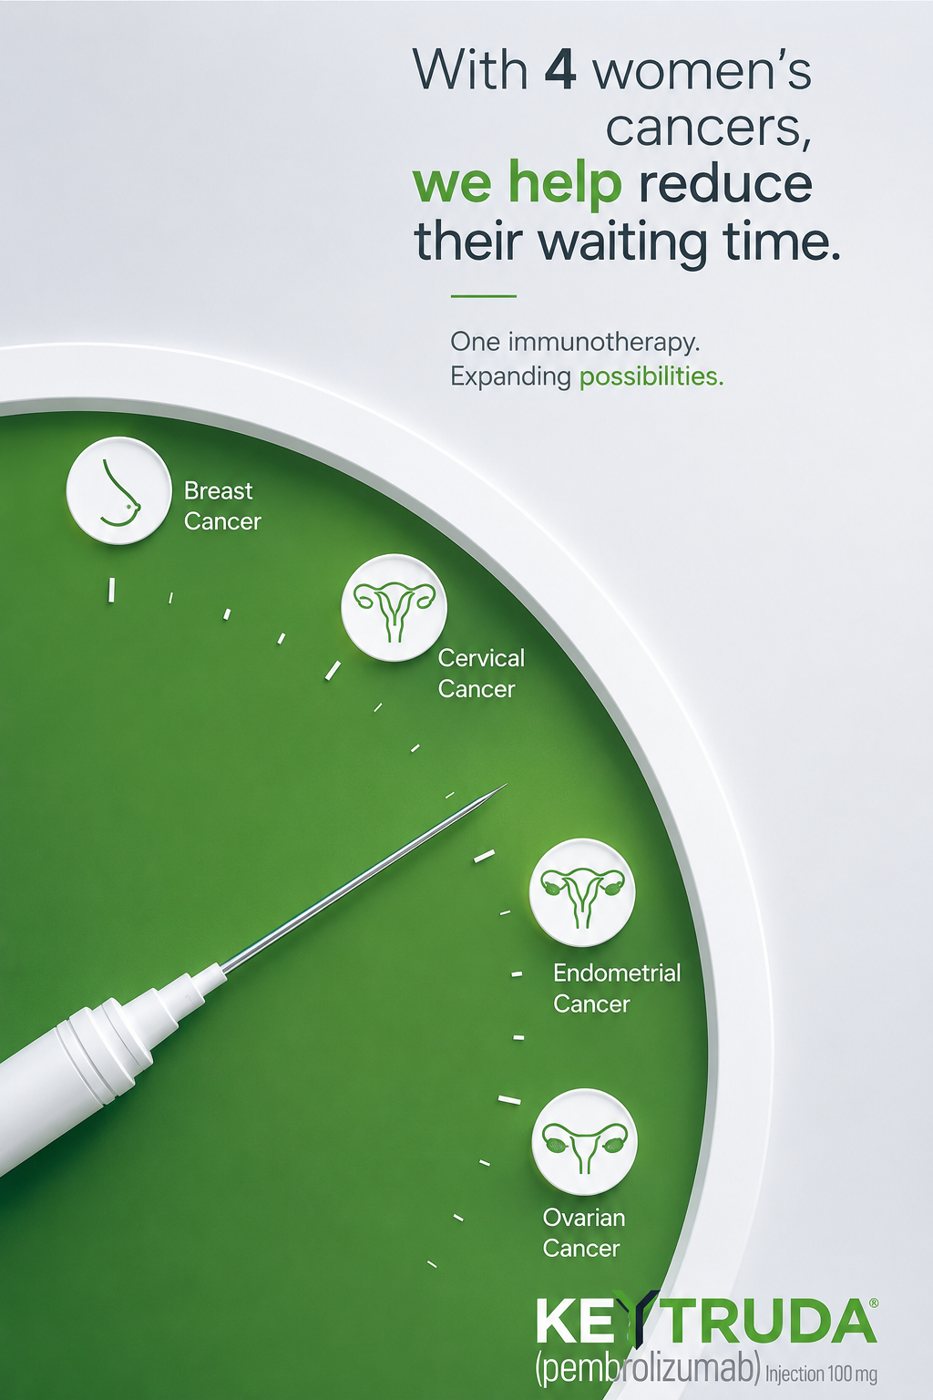 With 4 women’s
cancers,
we help reduce
their waiting time.
One immunotherapy.
Expanding possibilities.
Breast
Cancer
Cervical
Cancer
Endometrial
Cancer
Ovarian
Cancer
KEYTRUDA®
(pembrolizumab) Injection 100 mg